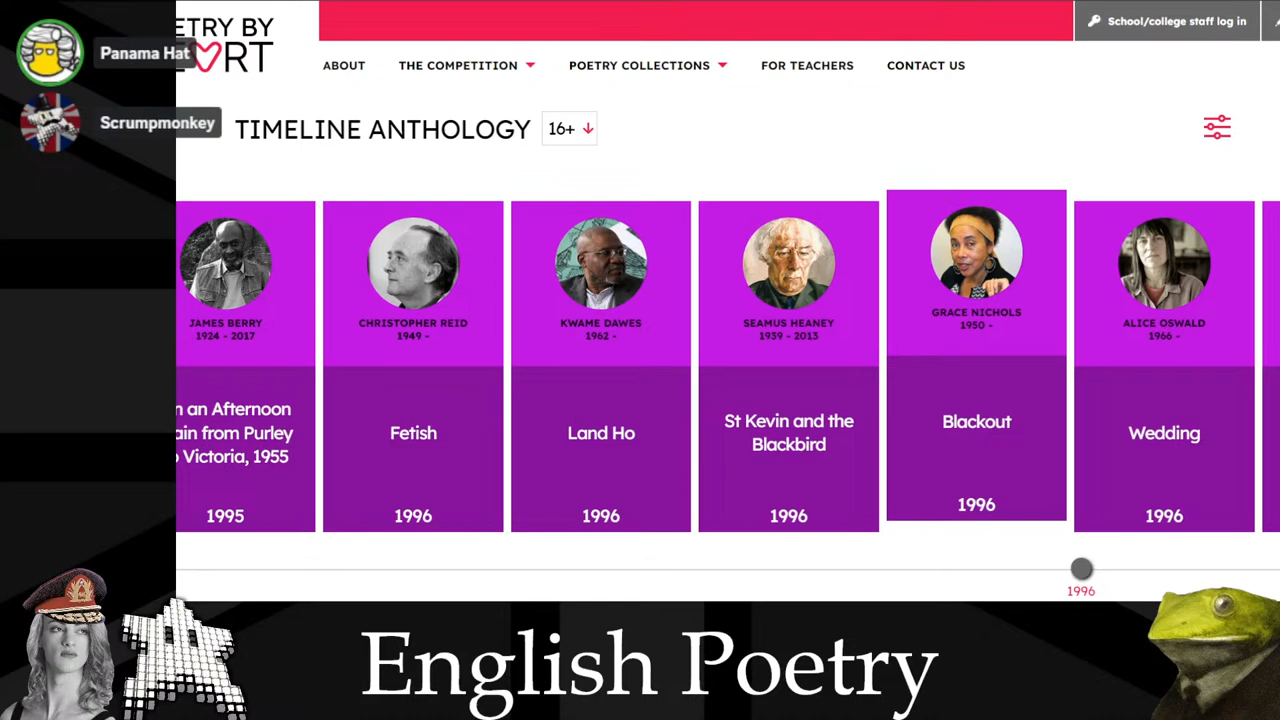 ETRY BY
RT
School/college staff log in
Panama Hat
ABOUT
THE COMPETITION
POETRY COLLECTIONS
FOR TEACHERS
CONTACT US
Scrumpmonkey
TIMELINE ANTHOLOGY
16+
JAMES BERRY
1924 - 2017
n an Afternoon
ain from Purley
o Victoria, 1955
1995
CHRISTOPHER REID
1949 -
Fetish
1996
KWAME DAWES
1962 -
Land Ho
1996
SEAMUS HEANEY
1939 - 2013
St Kevin and the
Blackbird
1996
GRACE NICHOLS
1950 -
Blackout
1996
ALICE OSWALD
1966 -
Wedding
1996
1996
English Poetry